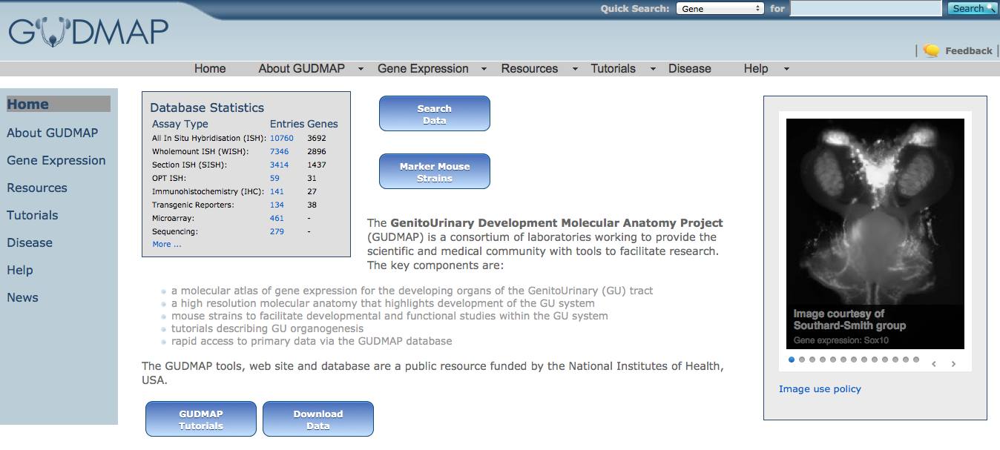 Quick Search: Gene for Search
GUDMAP
Feedback
Home About GUDMAP Gene Expression Resources Tutorials Disease Help
Home
About GUDMAP
Gene Expression
Resources
Tutorials
Disease
Help
News
Database Statistics
Assay Type Entries Genes
All In Situ Hybridisation (ISH): 10760 3692
Wholemount ISH (WISH): 7346 2896
Section ISH (SISH): 3414 1437
OPT ISH: 59 31
Immunohistochemistry (IHC): 141 27
Transgenic Reporters: 134 38
Microarray: 461 -
Sequencing: 279 -
More ...
Search
Data
Marker Mouse
Strains
The GenitoUrinary Development Molecular Anatomy Project
(GUDMAP) is a consortium of laboratories working to provide the
scientific and medical community with tools to facilitate research.
The key components are:
a molecular atlas of gene expression for the developing organs of the GenitoUrinary (GU) tract
a high resolution molecular anatomy that highlights development of the GU system
mouse strains to facilitate developmental and functional studies within the GU system
tutorials describing GU organogenesis
rapid access to primary data via the GUDMAP database
The GUDMAP tools, web site and database are a public resource funded by the National Institutes of Health,
USA.
GUDMAP
Tutorials
Download
Data
Image courtesy of
Southard-Smith group
Gene expression: Sox10
Image use policy